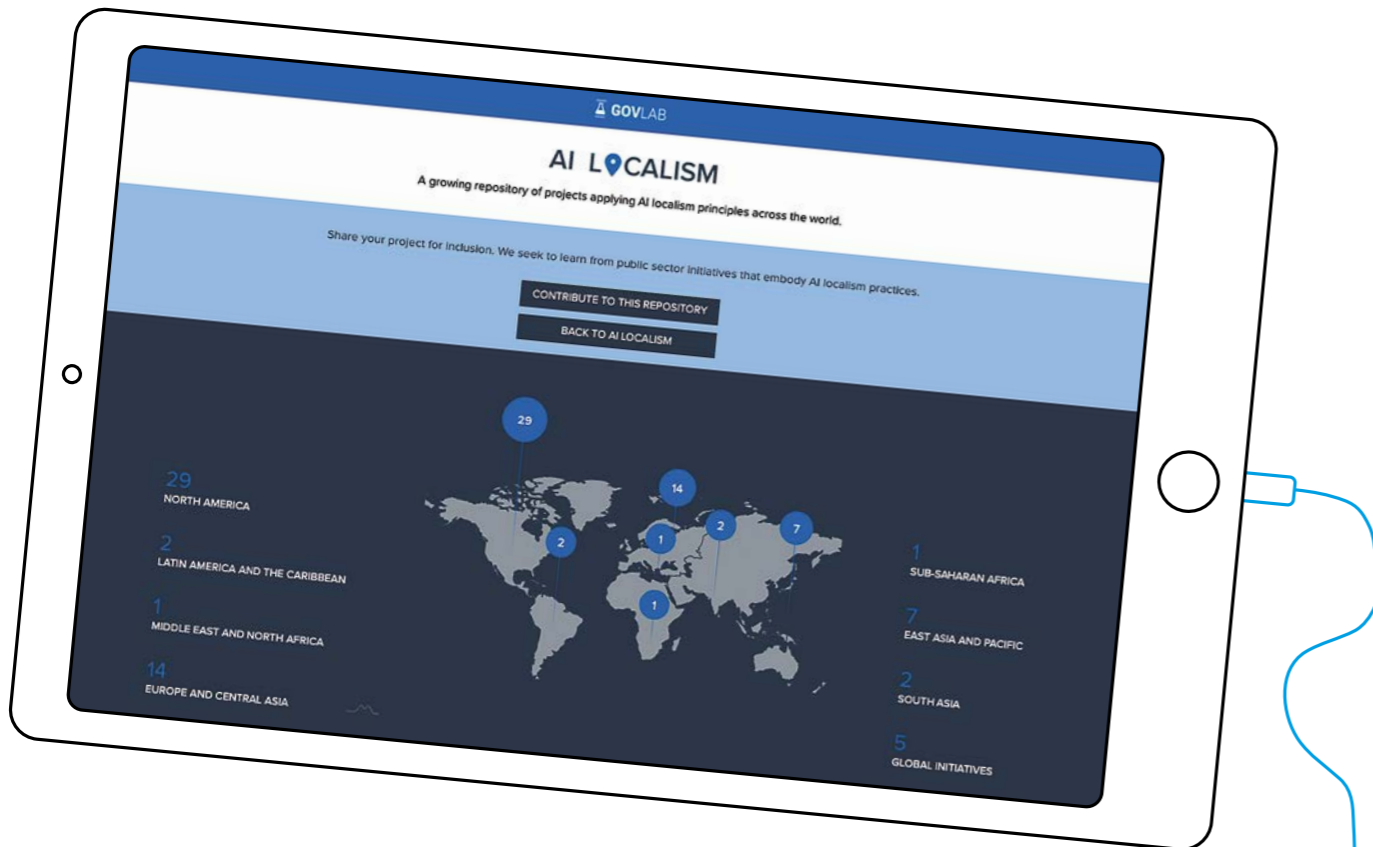 GOVLAB
AI LOCALISM
A growing repository of projects applying AI localism principles across the world.
Share your project for inclusion. We seek to learn from public sector initiatives that embody AI localism practices.
CONTRIBUTE TO THIS REPOSITORY
BACK TO AI LOCALISM
29
14
2
7
2
1
1
29
NORTH AMERICA
2
LATIN AMERICA AND THE CARIBBEAN
1
MIDDLE EAST AND NORTH AFRICA
14
EUROPE AND CENTRAL ASIA
1
SUB-SAHARAN AFRICA
7
EAST ASIA AND PACIFIC
2
SOUTH ASIA
5
GLOBAL INITIATIVES